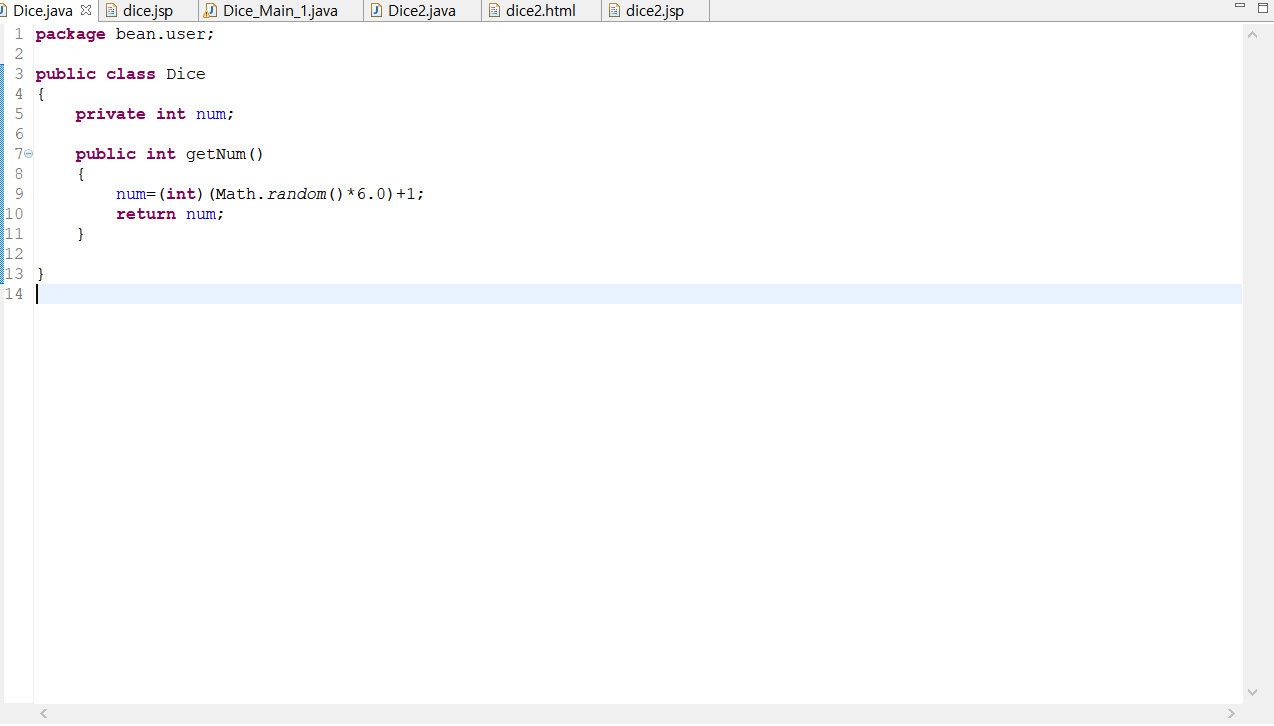 Dice.java dice.jsp Dice_Main_1.java Dice2.java dice2.html dice2.jsp
1 package bean.user;
2
3 public class Dice
4 {
5 private int num;
6
7 public int getNum()
8 {
9 num=(int)(Math.random()*6.0)+1;
10 return num;
11 }
12
13 }
14